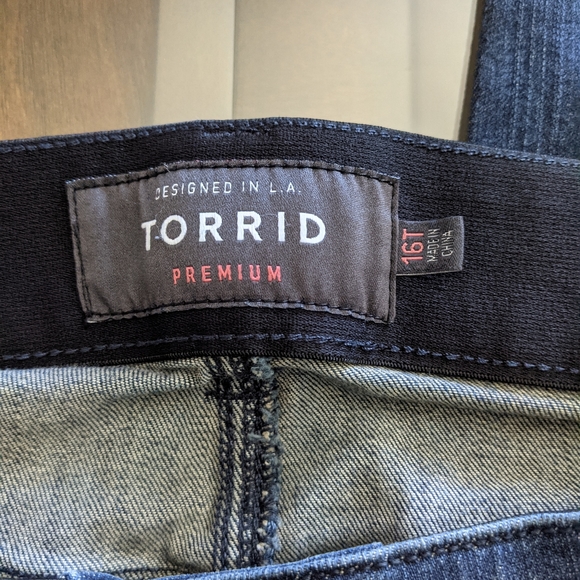 DESIGNED IN L.A.
TORRID
PREMIUM
16T
MADE IN
CHINA